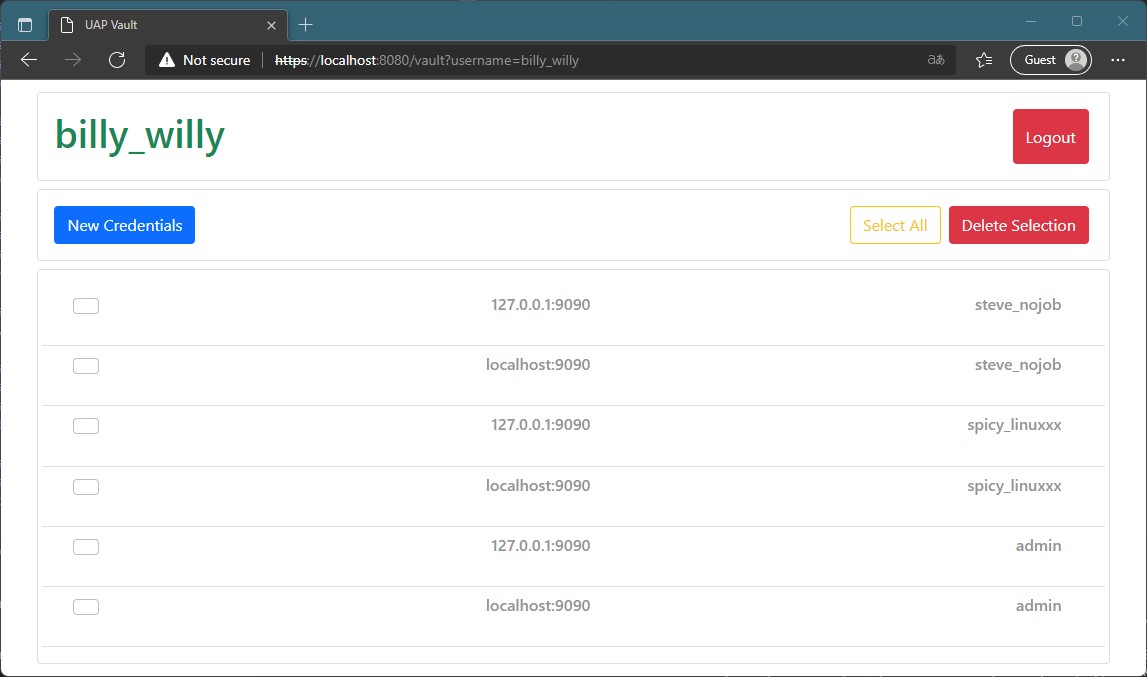 UAP Vault
Not secure https://localhost:8080/vault?username=billy_willy aあ Guest
billy_willy Logout
New Credentials Select All Delete Selection
127.0.0.1:9090 steve_nojob
localhost:9090 steve_nojob
127.0.0.1:9090 spicy_linuxxx
localhost:9090 spicy_linuxxx
127.0.0.1:9090 admin
localhost:9090 admin